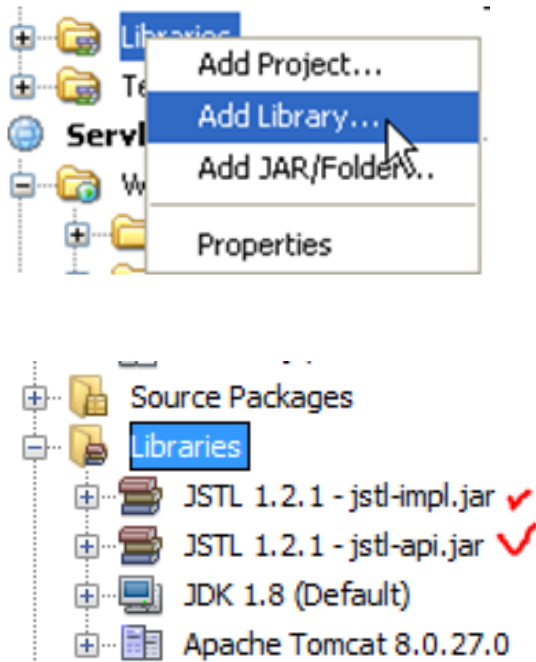 Add Project...
Add Library...
Add JAR/Folder...
Properties
Source Packages
Libraries
JSTL 1.2.1 - jstl-impl.jar
JSTL 1.2.1 - jstl-api.jar
JDK 1.8 (Default)
Apache Tomcat 8.0.27.0